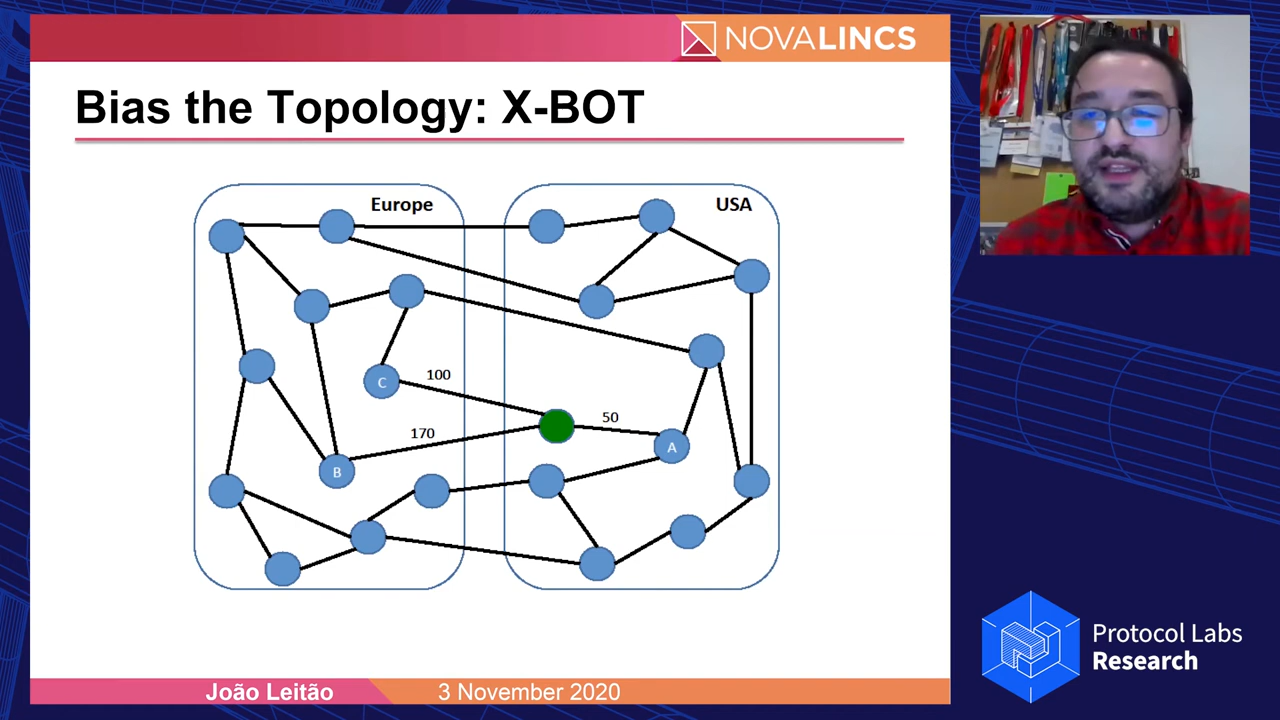 NOVALINCS
Bias the Topology: X-BOT
Europe
USA
C
100
50
170
A
B
Protocol Labs
Research
João Leitão
3 November 2020